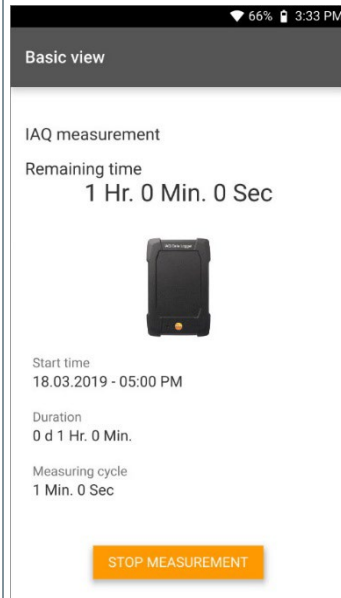 66% 3:33 PM
Basic view
IAQ measurement
Remaining time
1 Hr. 0 Min. 0 Sec
Start time
18.03.2019 - 05:00 PM
Duration
0 d 1 Hr. 0 Min.
Measuring cycle
1 Min. 0 Sec
STOP MEASUREMENT